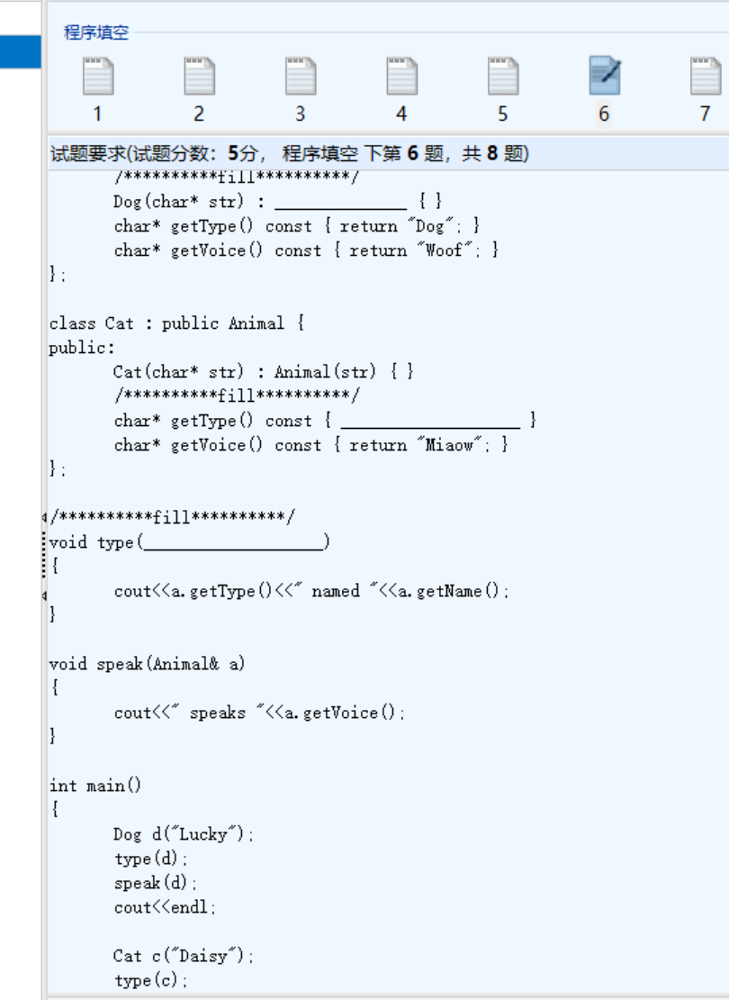 程序填空
1 2 3 4 5 6 7
试题要求(试题分数: 5分, 程序填空 下第 6 题, 共 8 题)
/**********fill**********/
Dog(char* str) : ______________ { }
char* getType() const { return "Dog"; }
char* getVoice() const { return "Woof"; }
};
class Cat : public Animal {
public:
Cat(char* str) : Animal(str) { }
/**********fill**********/
char* getType() const { ___________________ }
char* getVoice() const { return "Miaow"; }
};
/**********fill**********/
void type(___________________)
{
cout<<a.getType()<<" named "<<a.getName();
}
void speak(Animal& a)
{
cout<<" speaks "<<a.getVoice();
}
int main()
{
Dog d("Lucky");
type(d);
speak(d);
cout<<endl;
Cat c("Daisy");
type(c);